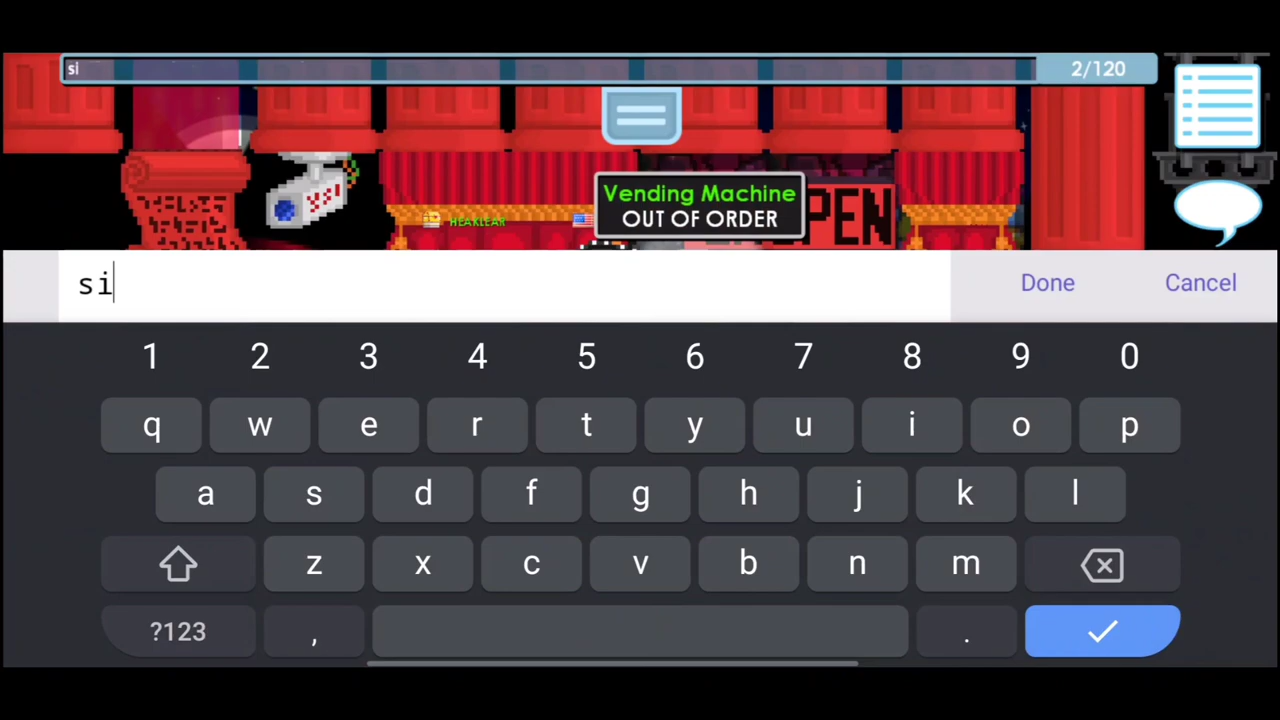 si
2/120
Vending Machine
OUT OF ORDER
PEN
HEAXLEAR
si
Done
Cancel
1 2 3 4 5 6 7 8 9 0
q w e r t y u i o p
a s d f g h j k l
z x c v b n m
?123 , .